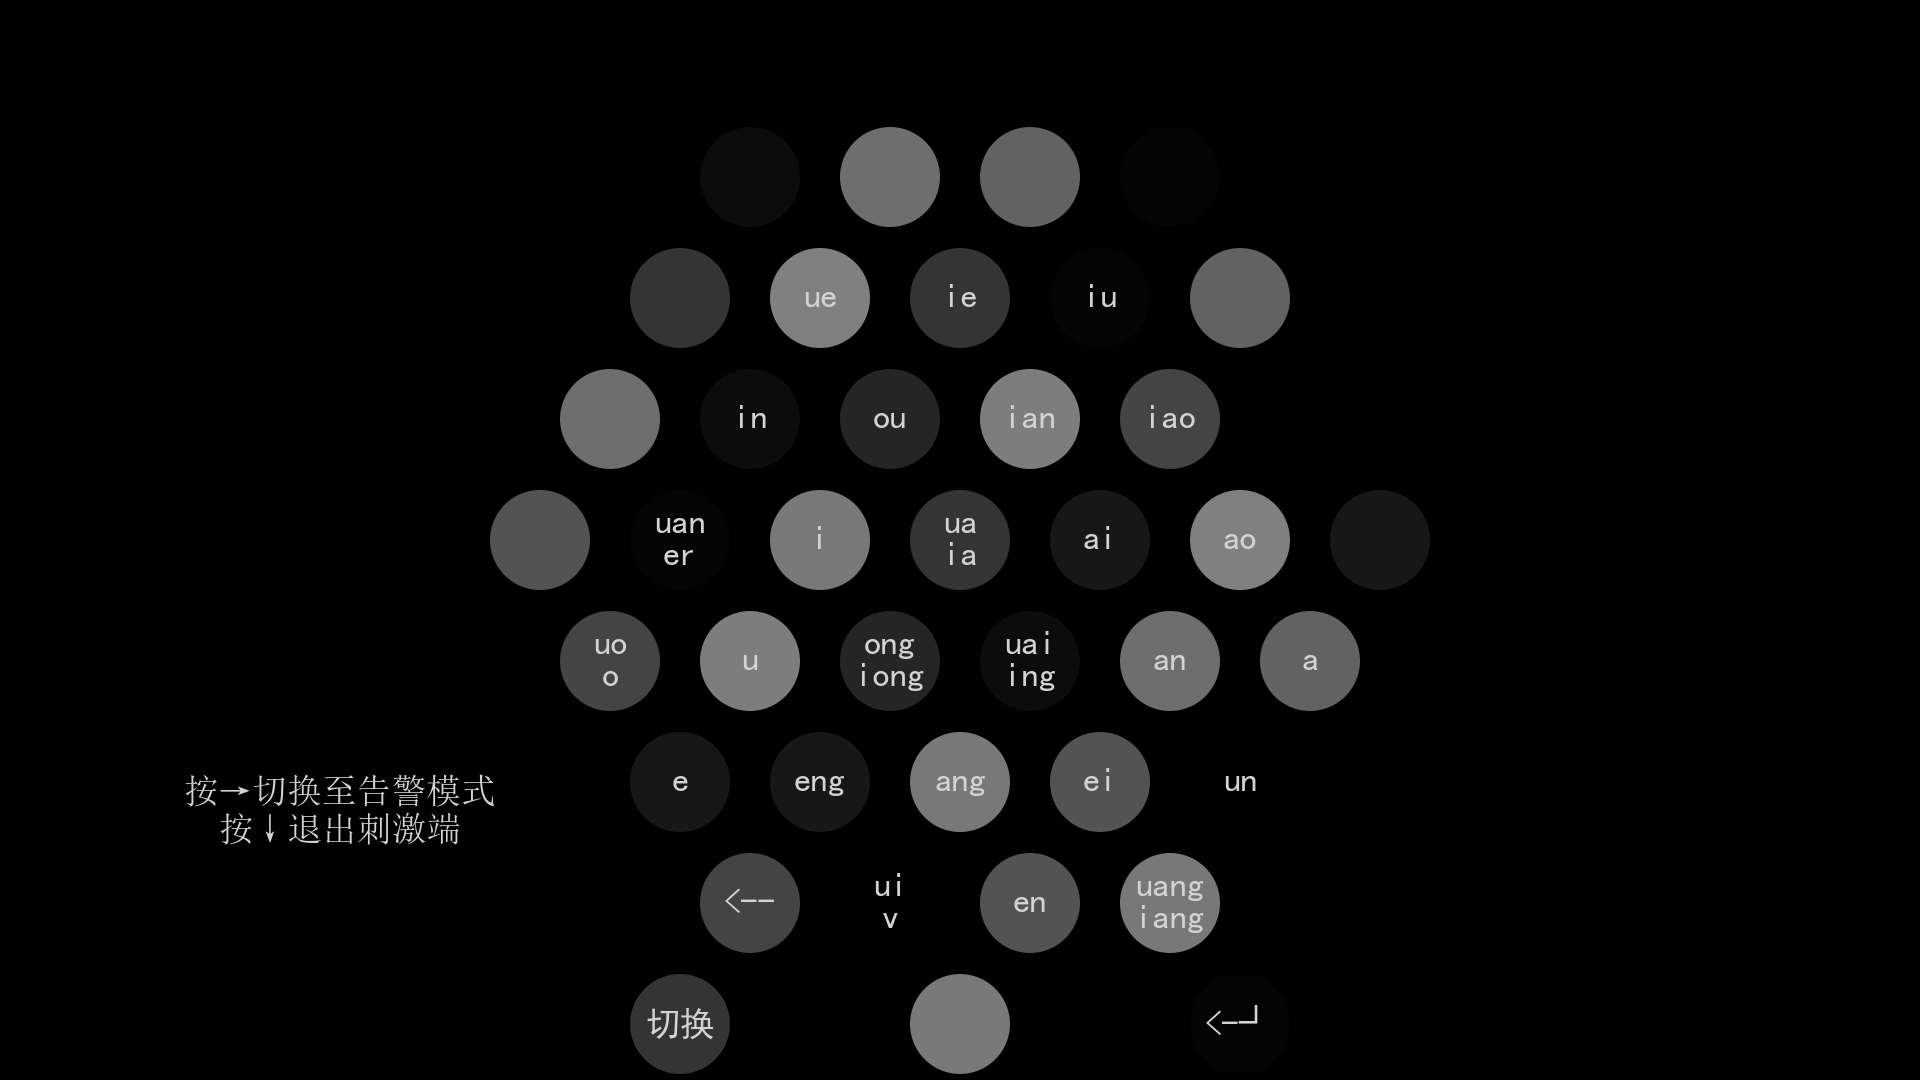 ue
ie
iu
in
ou
ian
iao
uan
er
i
ua
ia
ai
ao
uo
o
u
ong
iong
uai
ing
an
a
按→切换至告警模式
按↓退出刺激端
e
eng
ang
ei
un
<--
ui
v
en
uang
iang
切换
<-┘